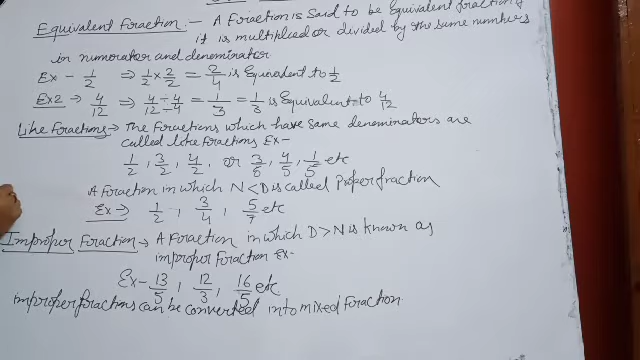 Equivalent Fraction :- A Fraction is Said to be Equivalent fraction if
it is multiplied or divided by the same numbers
in numorator and denominator
Ex - 1/2 ⇒ 1/2 × 2/2 = 2/4 is Equivalent to 1/2
Ex2 → 4/12 ⇒ 4÷4/12÷4 = 1/3 = 1/3 is Equivalent to 4/12
Like Fractions → The Fractions which have same denominators are
called like fractions Ex-
1/2, 3/2, 4/2, or 3/5, 4/5, 1/5 etc
A Fraction in which N < D is called Proper fraction
Ex → 1/2, 3/4, 5/7 etc
Improper Fraction → A fraction in which D > N is known as
improper fraction Ex-
Ex - 13/5, 12/3, 16/5 etc
improper fractions can be converted into mixed fraction